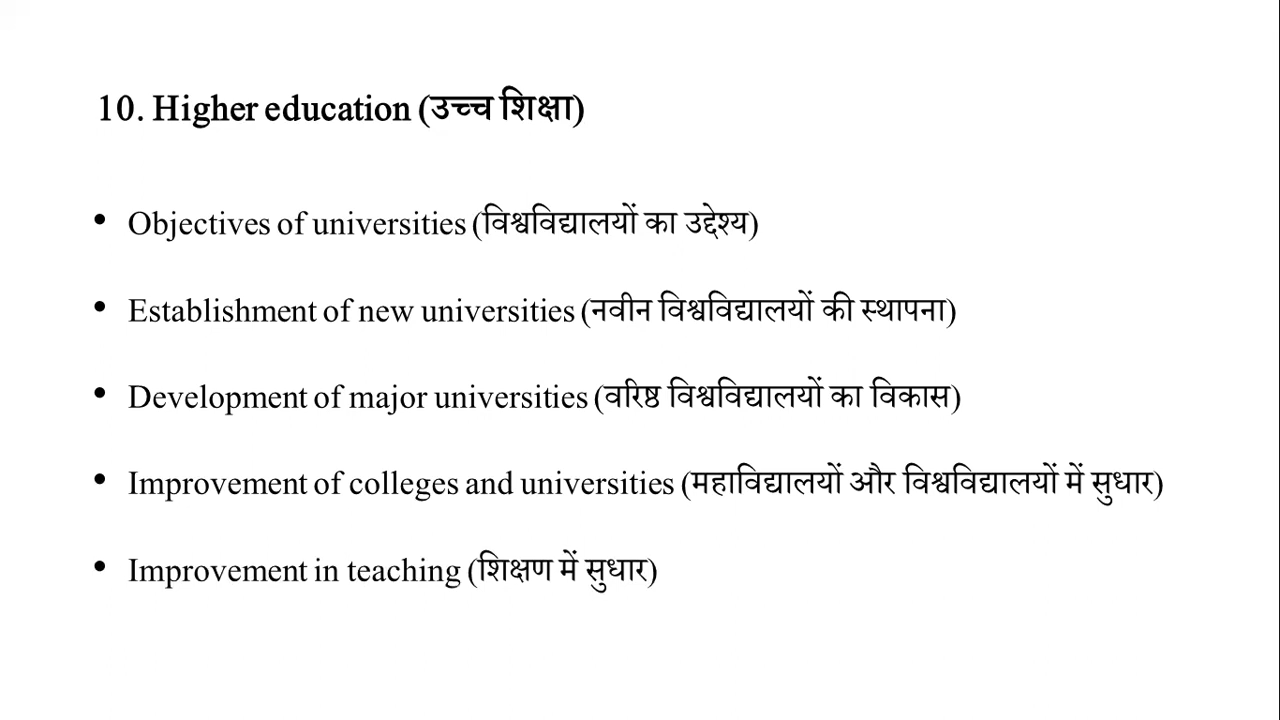 10. Higher education (उच्च शिक्षा)
• Objectives of universities (विश्वविद्यालयों का उद्देश्य)
• Establishment of new universities (नवीन विश्वविद्यालयों की स्थापना)
• Development of major universities (वरिष्ठ विश्वविद्यालयों का विकास)
• Improvement of colleges and universities (महाविद्यालयों और विश्वविद्यालयों में सुधार)
• Improvement in teaching (शिक्षण में सुधार)